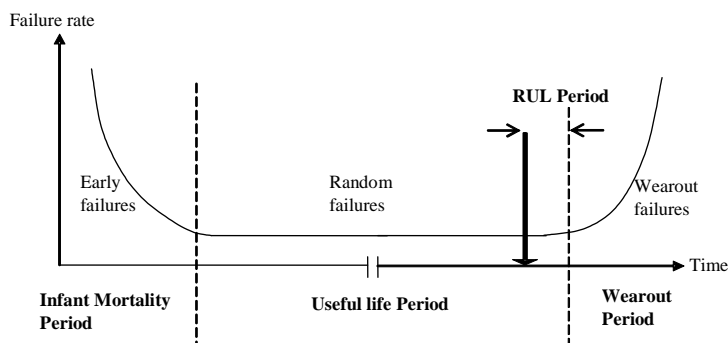 Failure rate
RUL Period
Early
failures
Random
failures
Wearout
failures
Time
Infant Mortality
Period
Useful life Period
Wearout
Period